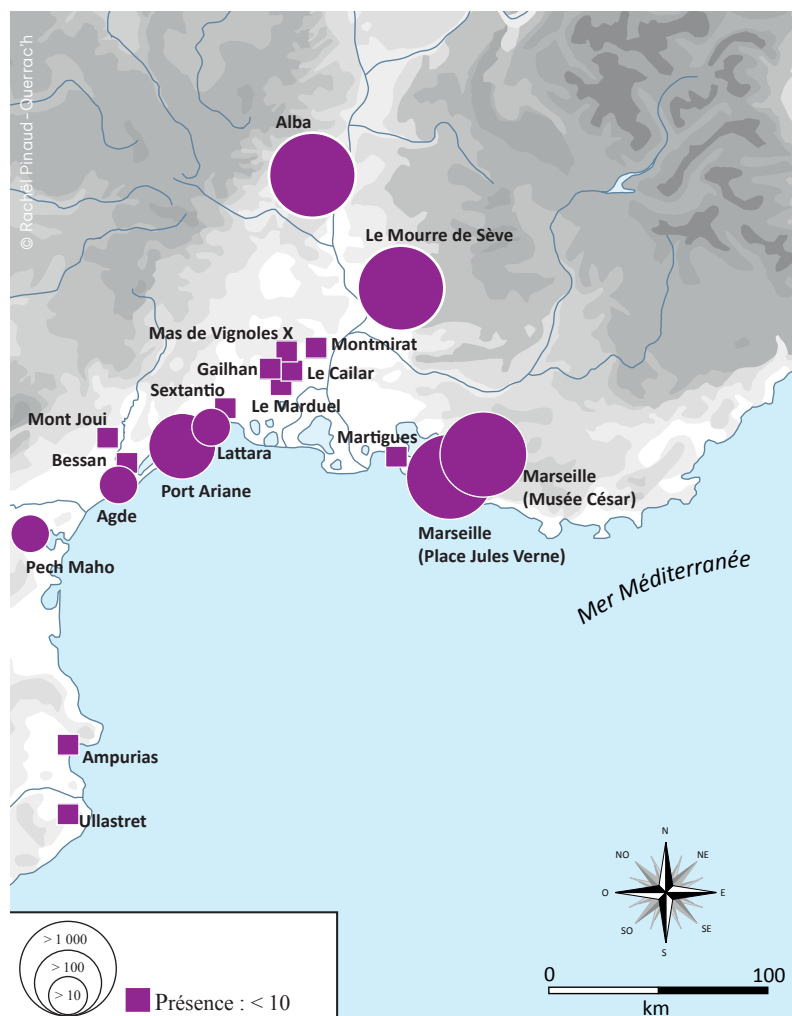 © Rachël Pinaud-Querrac'h
Alba
Le Mourre de Sève
Mas de Vignoles X
Montmirat
Gailhan
Le Cailar
Sextantio
Le Marduel
Mont Joui
Lattara
Martigues
Bessan
Port Ariane
Marseille
(Musée César)
Agde
Marseille
(Place Jules Verne)
Pech Maho
Mer Méditerranée
Ampurias
Ullastret
N
NO
NE
O
E
SO
SE
S
> 1 000
> 100
> 10
Présence : < 10
0
100
km